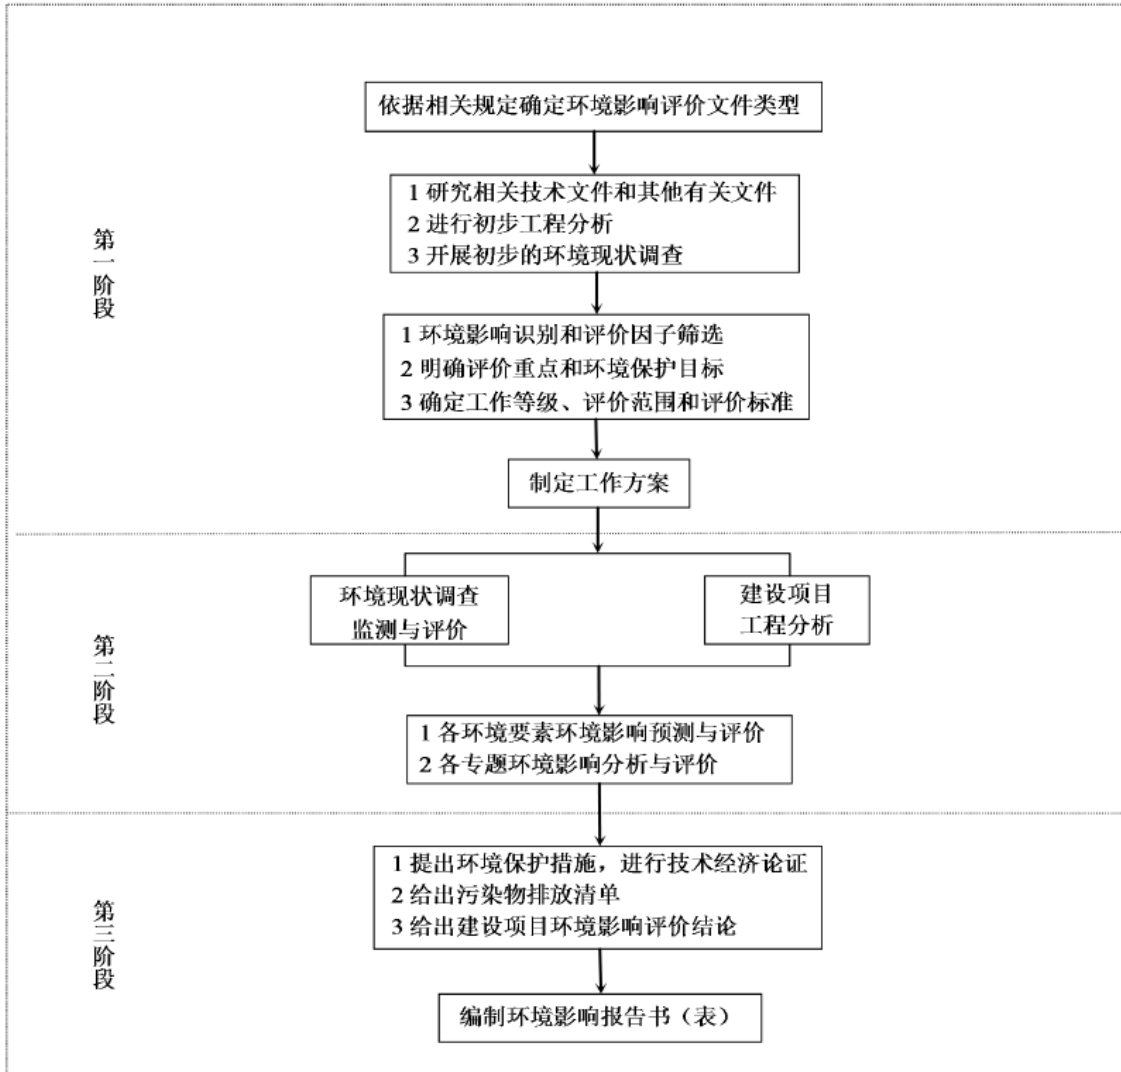 依据相关规定确定环境影响评价文件类型
第一阶段
1 研究相关技术文件和其他有关文件
2 进行初步工程分析
3 开展初步的环境现状调查
1 环境影响识别和评价因子筛选
2 明确评价重点和环境保护目标
3 确定工作等级、评价范围和评价标准
制定工作方案
第二阶段
环境现状调查
监测与评价
建设项目
工程分析
1 各环境要素环境影响预测与评价
2 各专题环境影响分析与评价
第三阶段
1 提出环境保护措施，进行技术经济论证
2 给出污染物排放清单
3 给出建设项目环境影响评价结论
编制环境影响报告书（表）